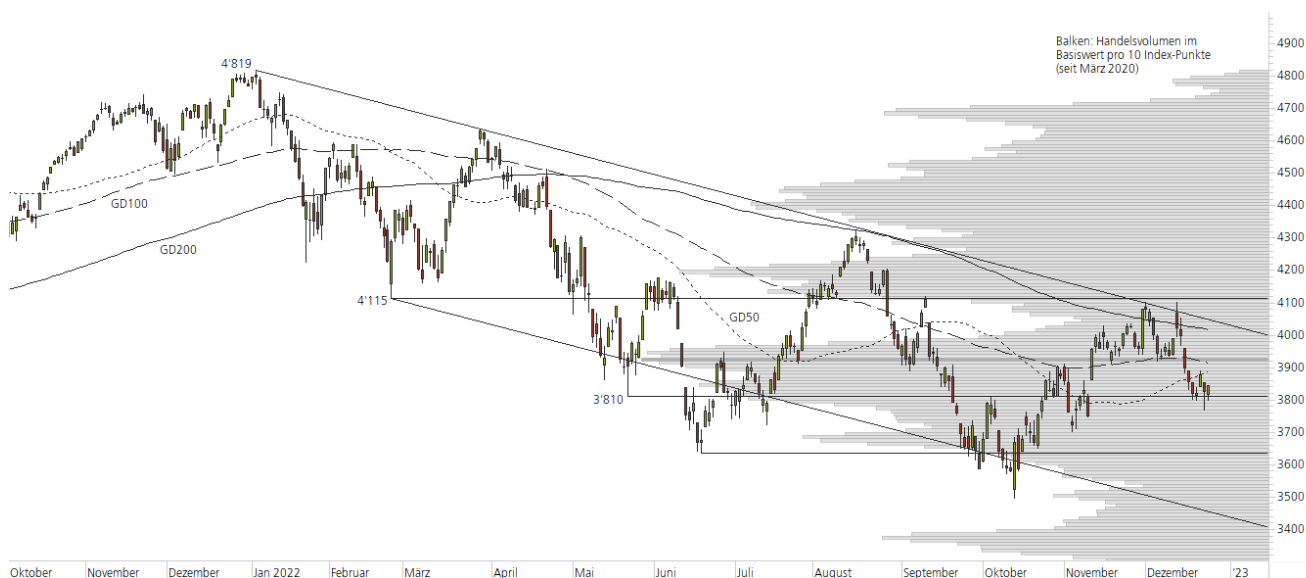 Balken: Handelsvolumen im
Basiswert pro 10 Index-Punkte
(seit März 2020)
4900
4800
4700
4600
4500
4400
4300
4200
4100
4000
3900
3800
3700
3600
3500
3400
4'819
GD100
GD200
4'115
GD50
3'810
Oktober November Dezember Jan 2022 Februar März April Mai Juni Juli August September Oktober November Dezember '23